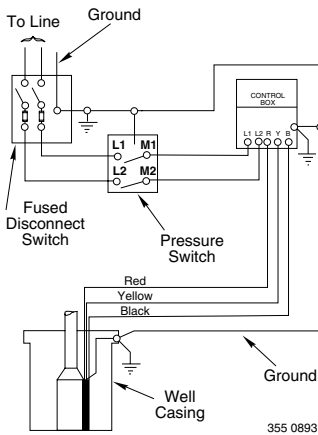 To Line
Ground
CONTROL
BOX
L1 L2 R Y B
L1 M1
L2 M2
Fused
Disconnect
Switch
Pressure
Switch
Red
Yellow
Black
Well
Casing
Ground
355 0893